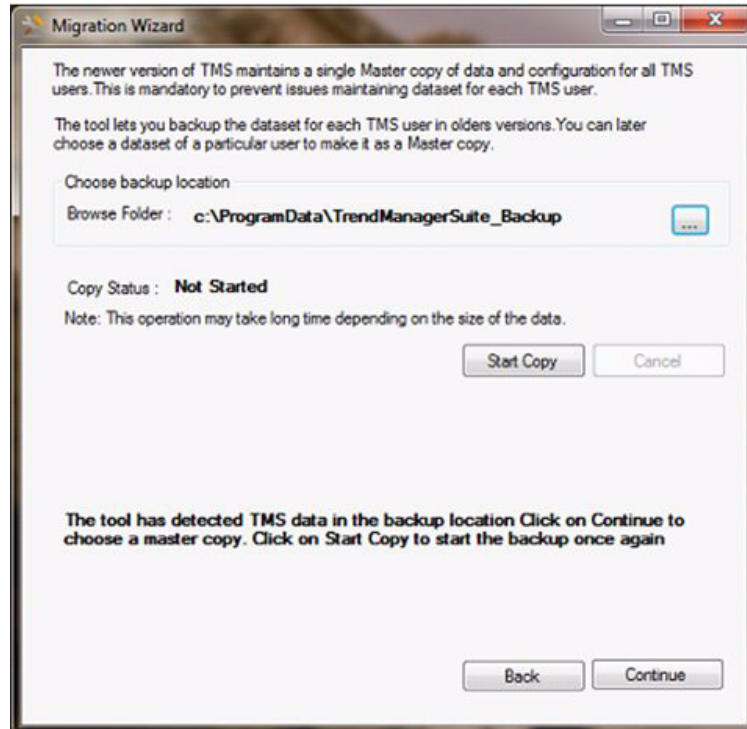 Migration Wizard
The newer version of TMS maintains a single Master copy of data and configuration for all TMS
users.This is mandatory to prevent issues maintaining dataset for each TMS user.
The tool lets you backup the dataset for each TMS user in olders versions.You can later
choose a dataset of a particular user to make it as a Master copy.
Choose backup location
Browse Folder : c:\ProgramData\TrendManagerSuite_Backup ...
Copy Status : Not Started
Note: This operation may take long time depending on the size of the data.
Start Copy Cancel
The tool has detected TMS data in the backup location Click on Continue to
choose a master copy. Click on Start Copy to start the backup once again
Back Continue